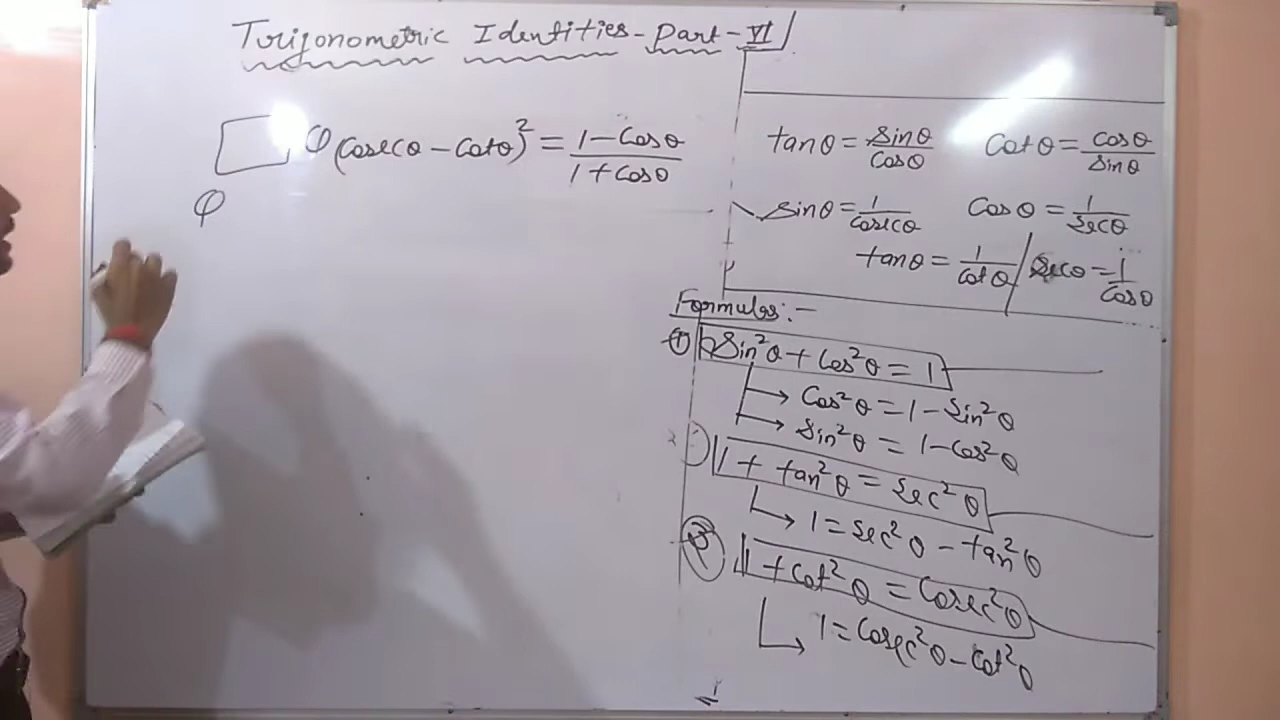 Trigonometric Identities - Part - VI
φ (cosecθ - cotθ)² = 1 - cosθ / 1 + cosθ
φ
tanθ = sinθ / cosθ cotθ = cosθ / sinθ
sinθ = 1 / cosecθ cosθ = 1 / secθ
tanθ = 1 / cotθ / secθ = 1 / cosθ
Formulas :-
① sin²θ + cos²θ = 1
→ cos²θ = 1 - sin²θ
→ sin²θ = 1 - cos²θ
1 + tan²θ = sec²θ
→ 1 = sec²θ - tan²θ
③ 1 + cot²θ = cosec²θ
→ 1 = cosec²θ - cot²θ